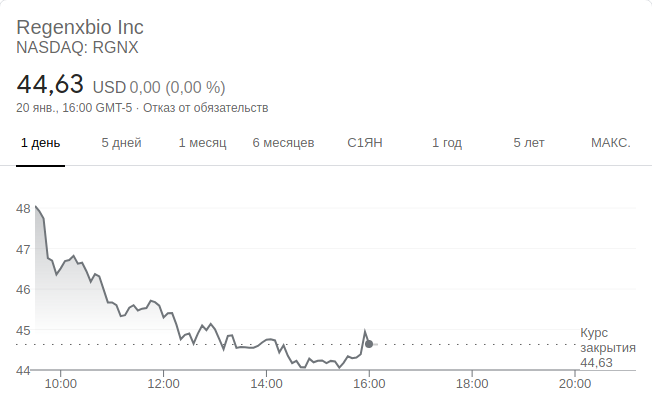 Regenxbio Inc
NASDAQ: RGNX
44,63 USD 0,00 (0,00 %)
20 янв., 16:00 GMT-5 · Отказ от обязательств
1 день 5 дней 1 месяц 6 месяцев С1ЯН 1 год 5 лет МАКС.
48
47
46
45
44
Курс
закрытия
44,63
10:00 12:00 14:00 16:00 18:00 20:00